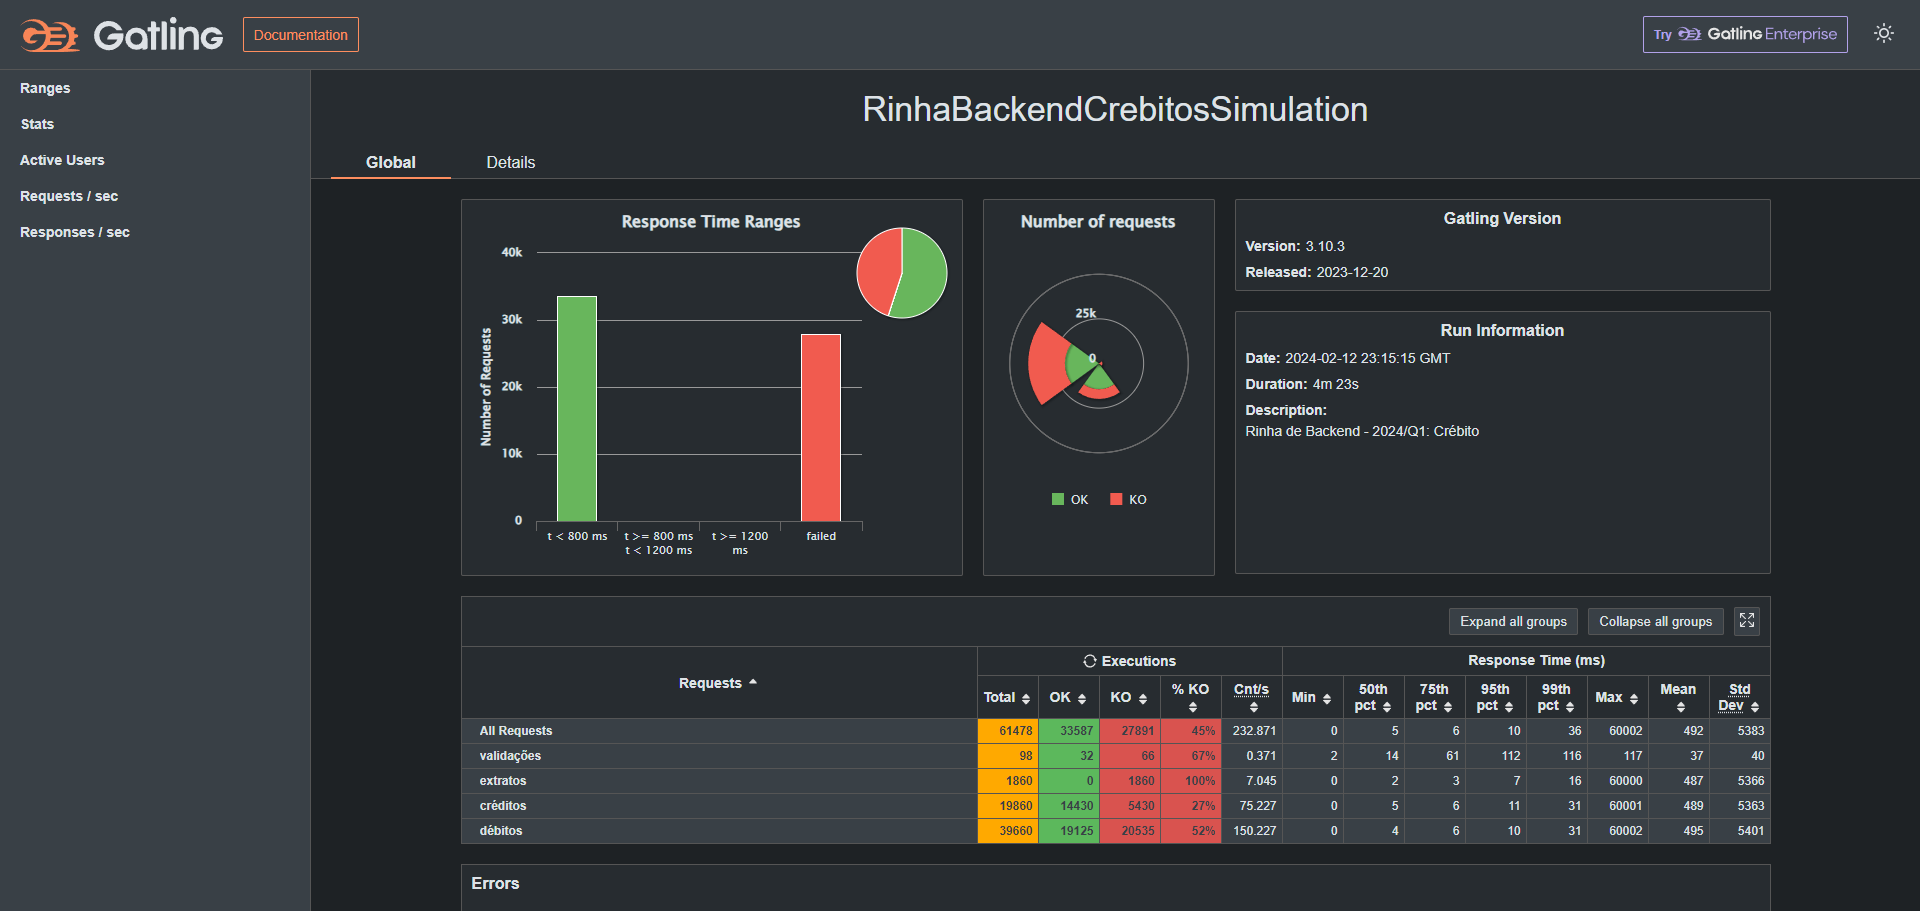 Gatling
Documentation
Try Gatling Enterprise
Ranges
Stats
Active Users
Requests / sec
Responses / sec
RinhaBackendCrebitosSimulation
Global Details
Response Time Ranges
Number of Requests
40k
30k
20k
10k
0
t < 800 ms
t >= 800 ms
t < 1200 ms
t >= 1200
ms
failed
Number of requests
25k
0
OK KO
Gatling Version
Version: 3.10.3
Released: 2023-12-20
Run Information
Date: 2024-02-12 23:15:15 GMT
Duration: 4m 23s
Description:
Rinha de Backend - 2024/Q1: Crébito
Expand all groups Collapse all groups
Requests Executions Response Time (ms)
Total OK KO % KO Cnt/s Min 50th pct 75th pct 95th pct 99th pct Max Mean Std Dev
All Requests 61478 33587 27891 45% 232.871 0 5 6 10 36 60002 492 5383
validações 98 32 66 67% 0.371 2 14 61 112 116 117 37 40
extratos 1860 0 1860 100% 7.045 0 2 3 7 16 60000 487 5366
créditos 19860 14430 5430 27% 75.227 0 5 6 11 31 60001 489 5363
débitos 39660 19125 20535 52% 150.227 0 4 6 10 31 60002 495 5401
Errors